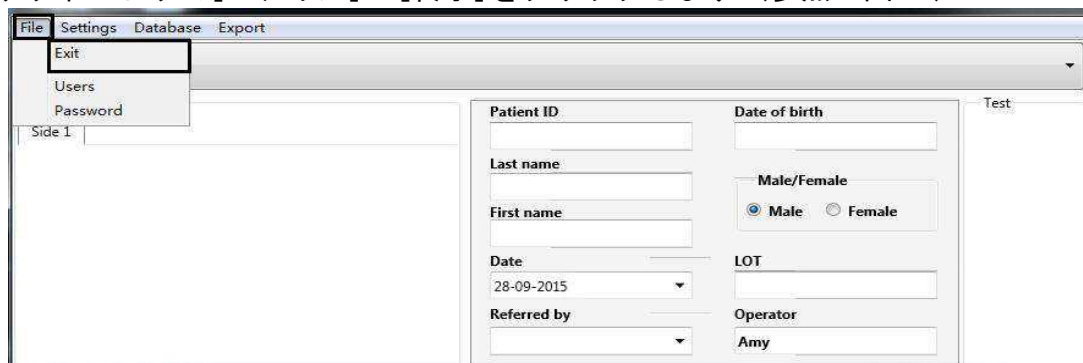 File Settings Database Export
Exit
Users
Password
Side 1
Patient ID
Date of birth
Test
Last name
Male/Female
Male Female
First name
Date
LOT
28-09-2015
Referred by
Operator
Amy